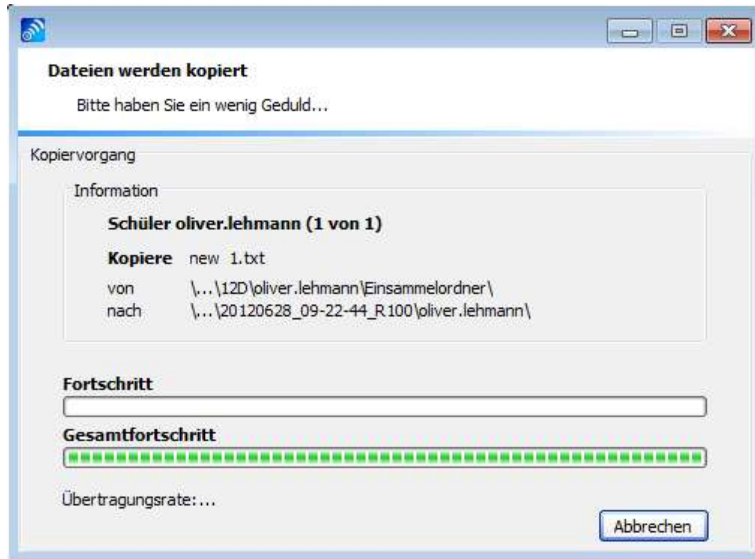 Dateien werden kopiert
Bitte haben Sie ein wenig Geduld...
Kopiervorgang
Information
Schüler oliver.lehmann (1 von 1)
Kopiere new 1.txt
von \...\12D\oliver.lehmann\Einsammelordner\
nach \...\20120628_09-22-44_R100\oliver.lehmann\
Fortschritt
Gesamtfortschritt
Übertragungsrate:...
Abbrechen